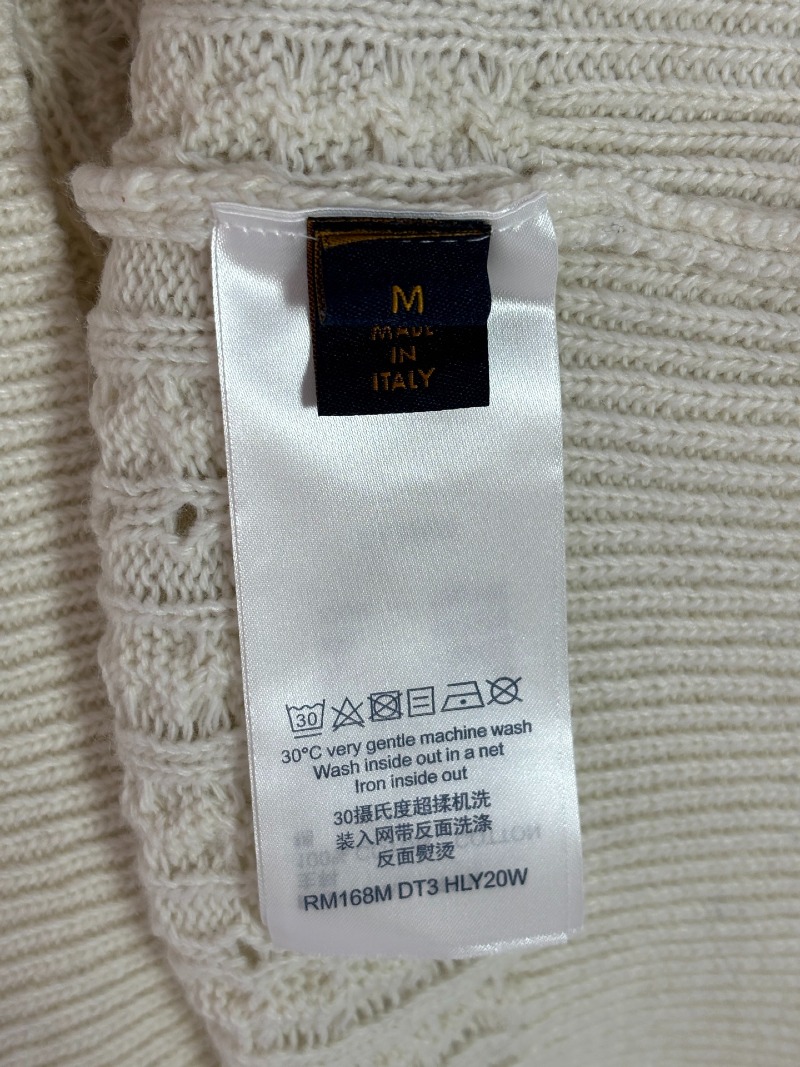 M
MADE
IN
ITALY
30
30°C very gentle machine wash
Wash inside out in a net
Iron inside out
30摄氏度超揉机洗
装入网带反面洗涤
反面熨烫
RM168M DT3 HLY20W